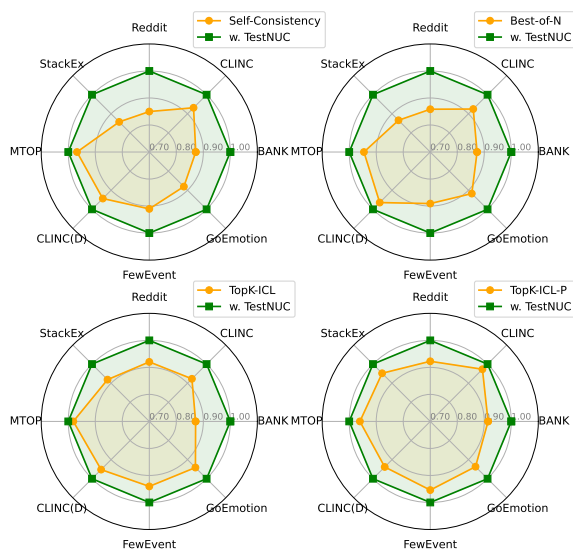 Self-Consistency
w. TestNUC
Reddit
StackEx
CLINC
MTOP
0.70 0.80 0.90 1.00
BANK
CLINC(D)
GoEmotion
FewEvent
Best-of-N
w. TestNUC
Reddit
StackEx
CLINC
MTOP
0.70 0.80 0.90 1.00
BANK
CLINC(D)
GoEmotion
FewEvent
TopK-ICL
w. TestNUC
Reddit
StackEx
CLINC
MTOP
0.70 0.80 0.90 1.00
BANK
CLINC(D)
GoEmotion
FewEvent
TopK-ICL-P
w. TestNUC
Reddit
StackEx
CLINC
MTOP
0.70 0.80 0.90 1.00
BANK
CLINC(D)
GoEmotion
FewEvent